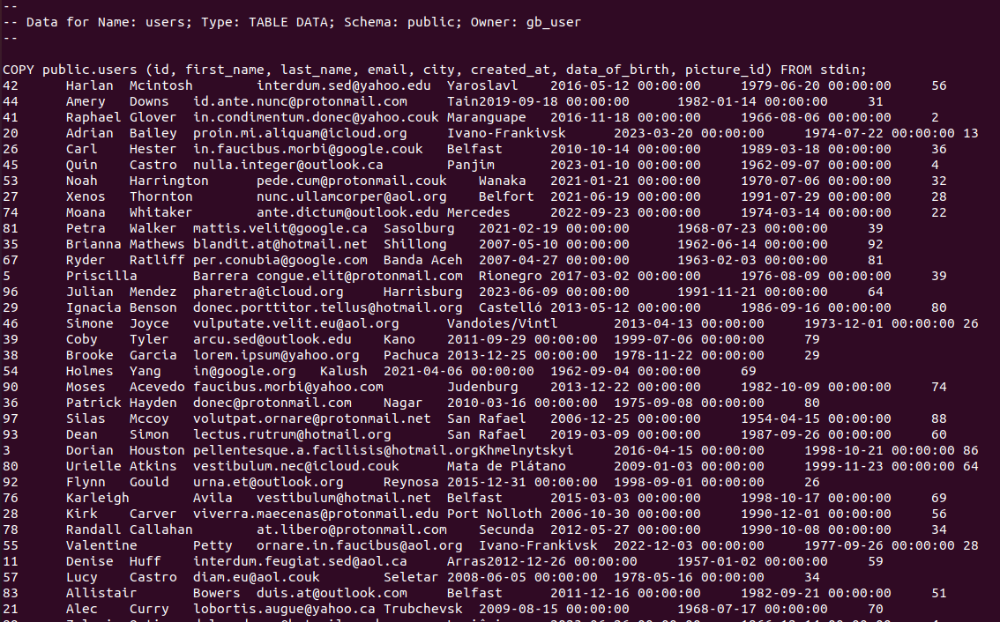 --
-- Data for Name: users; Type: TABLE DATA; Schema: public; Owner: gb_user
--
COPY public.users (id, first_name, last_name, email, city, created_at, data_of_birth, picture_id) FROM stdin;
42 Harlan Mcintosh interdum.sed@yahoo.edu Yaroslavl 2016-05-12 00:00:00 1979-06-20 00:00:00 56
44 Amery Downs id.ante.nunc@protonmail.com Tain2019-09-18 00:00:00 1982-01-14 00:00:00 31
41 Raphael Glover in.condimentum.donec@yahoo.couk Maranguape 2016-11-18 00:00:00 1966-08-06 00:00:00 2
20 Adrian Bailey proin.mi.aliquam@icloud.org Ivano-Frankivsk 2023-03-20 00:00:00 1974-07-22 00:00:00 13
26 Carl Hester in.faucibus.morbi@google.couk Belfast 2010-10-14 00:00:00 1989-03-18 00:00:00 36
45 Quin Castro nulla.integer@outlook.ca Panjim 2023-01-10 00:00:00 1962-09-07 00:00:00 4
53 Noah Harrington pede.cum@protonmail.couk Wanaka 2021-01-21 00:00:00 1970-07-06 00:00:00 32
27 Xenos Thornton nunc.ullamcorper@aol.org Belfort 2021-06-19 00:00:00 1991-07-29 00:00:00 28
74 Moana Whitaker ante.dictum@outlook.edu Mercedes 2022-09-23 00:00:00 1974-03-14 00:00:00 22
81 Petra Walker mattis.velit@google.ca Sasolburg 2021-02-19 00:00:00 1968-07-23 00:00:00 39
35 Brianna Mathews blandit.at@hotmail.net Shillong 2007-05-10 00:00:00 1962-06-14 00:00:00 92
67 Ryder Ratliff per.conubia@google.com Banda Aceh 2007-04-27 00:00:00 1963-02-03 00:00:00 81
5 Priscilla Barrera congue.elit@protonmail.com Rionegro 2017-03-02 00:00:00 1976-08-09 00:00:00 39
96 Julian Mendez pharetra@icloud.org Harrisburg 2023-06-09 00:00:00 1991-11-21 00:00:00 64
29 Ignacia Benson donec.porttitor.tellus@hotmail.org Castelló 2013-05-12 00:00:00 1986-09-16 00:00:00 80
46 Simone Joyce vulputate.velit.eu@aol.org Vandoies/Vintl 2013-04-13 00:00:00 1973-12-01 00:00:00 26
39 Coby Tyler arcu.sed@outlook.edu Kano 2011-09-29 00:00:00 1999-07-06 00:00:00 79
38 Brooke Garcia lorem.ipsum@yahoo.org Pachuca 2013-12-25 00:00:00 1978-11-22 00:00:00 29
54 Holmes Yang in@google.org Kalush 2021-04-06 00:00:00 1962-09-04 00:00:00 69
90 Moses Acevedo faucibus.morbi@yahoo.com Judenburg 2013-12-22 00:00:00 1982-10-09 00:00:00 74
36 Patrick Hayden donec@protonmail.com Nagar 2010-03-16 00:00:00 1975-09-08 00:00:00 80
97 Silas Mccoy volutpat.ornare@protonmail.net San Rafael 2006-12-25 00:00:00 1954-04-15 00:00:00 88
93 Dean Simon lectus.rutrum@hotmail.org San Rafael 2019-03-09 00:00:00 1987-09-26 00:00:00 60
3 Dorian Houston pellentesque.a.facilisis@hotmail.orgKhmelnytskyi 2016-04-15 00:00:00 1998-10-21 00:00:00 86
80 Urielle Atkins vestibulum.nec@icloud.couk Mata de Plátano 2009-01-03 00:00:00 1999-11-23 00:00:00 64
92 Flynn Gould urna.et@outlook.org Reynosa 2015-12-31 00:00:00 1998-09-01 00:00:00 26
76 Karleigh Avila vestibulum@hotmail.net Belfast 2015-03-03 00:00:00 1998-10-17 00:00:00 69
28 Kirk Carver viverra.maecenas@protonmail.edu Port Nolloth 2006-10-30 00:00:00 1990-12-01 00:00:00 56
78 Randall Callahan at.libero@protonmail.com Secunda 2012-05-27 00:00:00 1990-10-08 00:00:00 34
55 Valentine Petty ornare.in.faucibus@aol.org Ivano-Frankivsk 2022-12-03 00:00:00 1977-09-26 00:00:00 28
11 Denise Huff interdum.feugiat.sed@aol.ca Arras2012-12-26 00:00:00 1957-01-02 00:00:00 59
57 Lucy Castro diam.eu@aol.couk Seletar 2008-06-05 00:00:00 1978-05-16 00:00:00 34
83 Allistair Bowers duis.at@outlook.com Belfast 2011-12-16 00:00:00 1982-09-21 00:00:00 51
21 Alec Curry lobortis.augue@yahoo.ca Trubchevsk 2009-08-15 00:00:00 1968-07-17 00:00:00 70